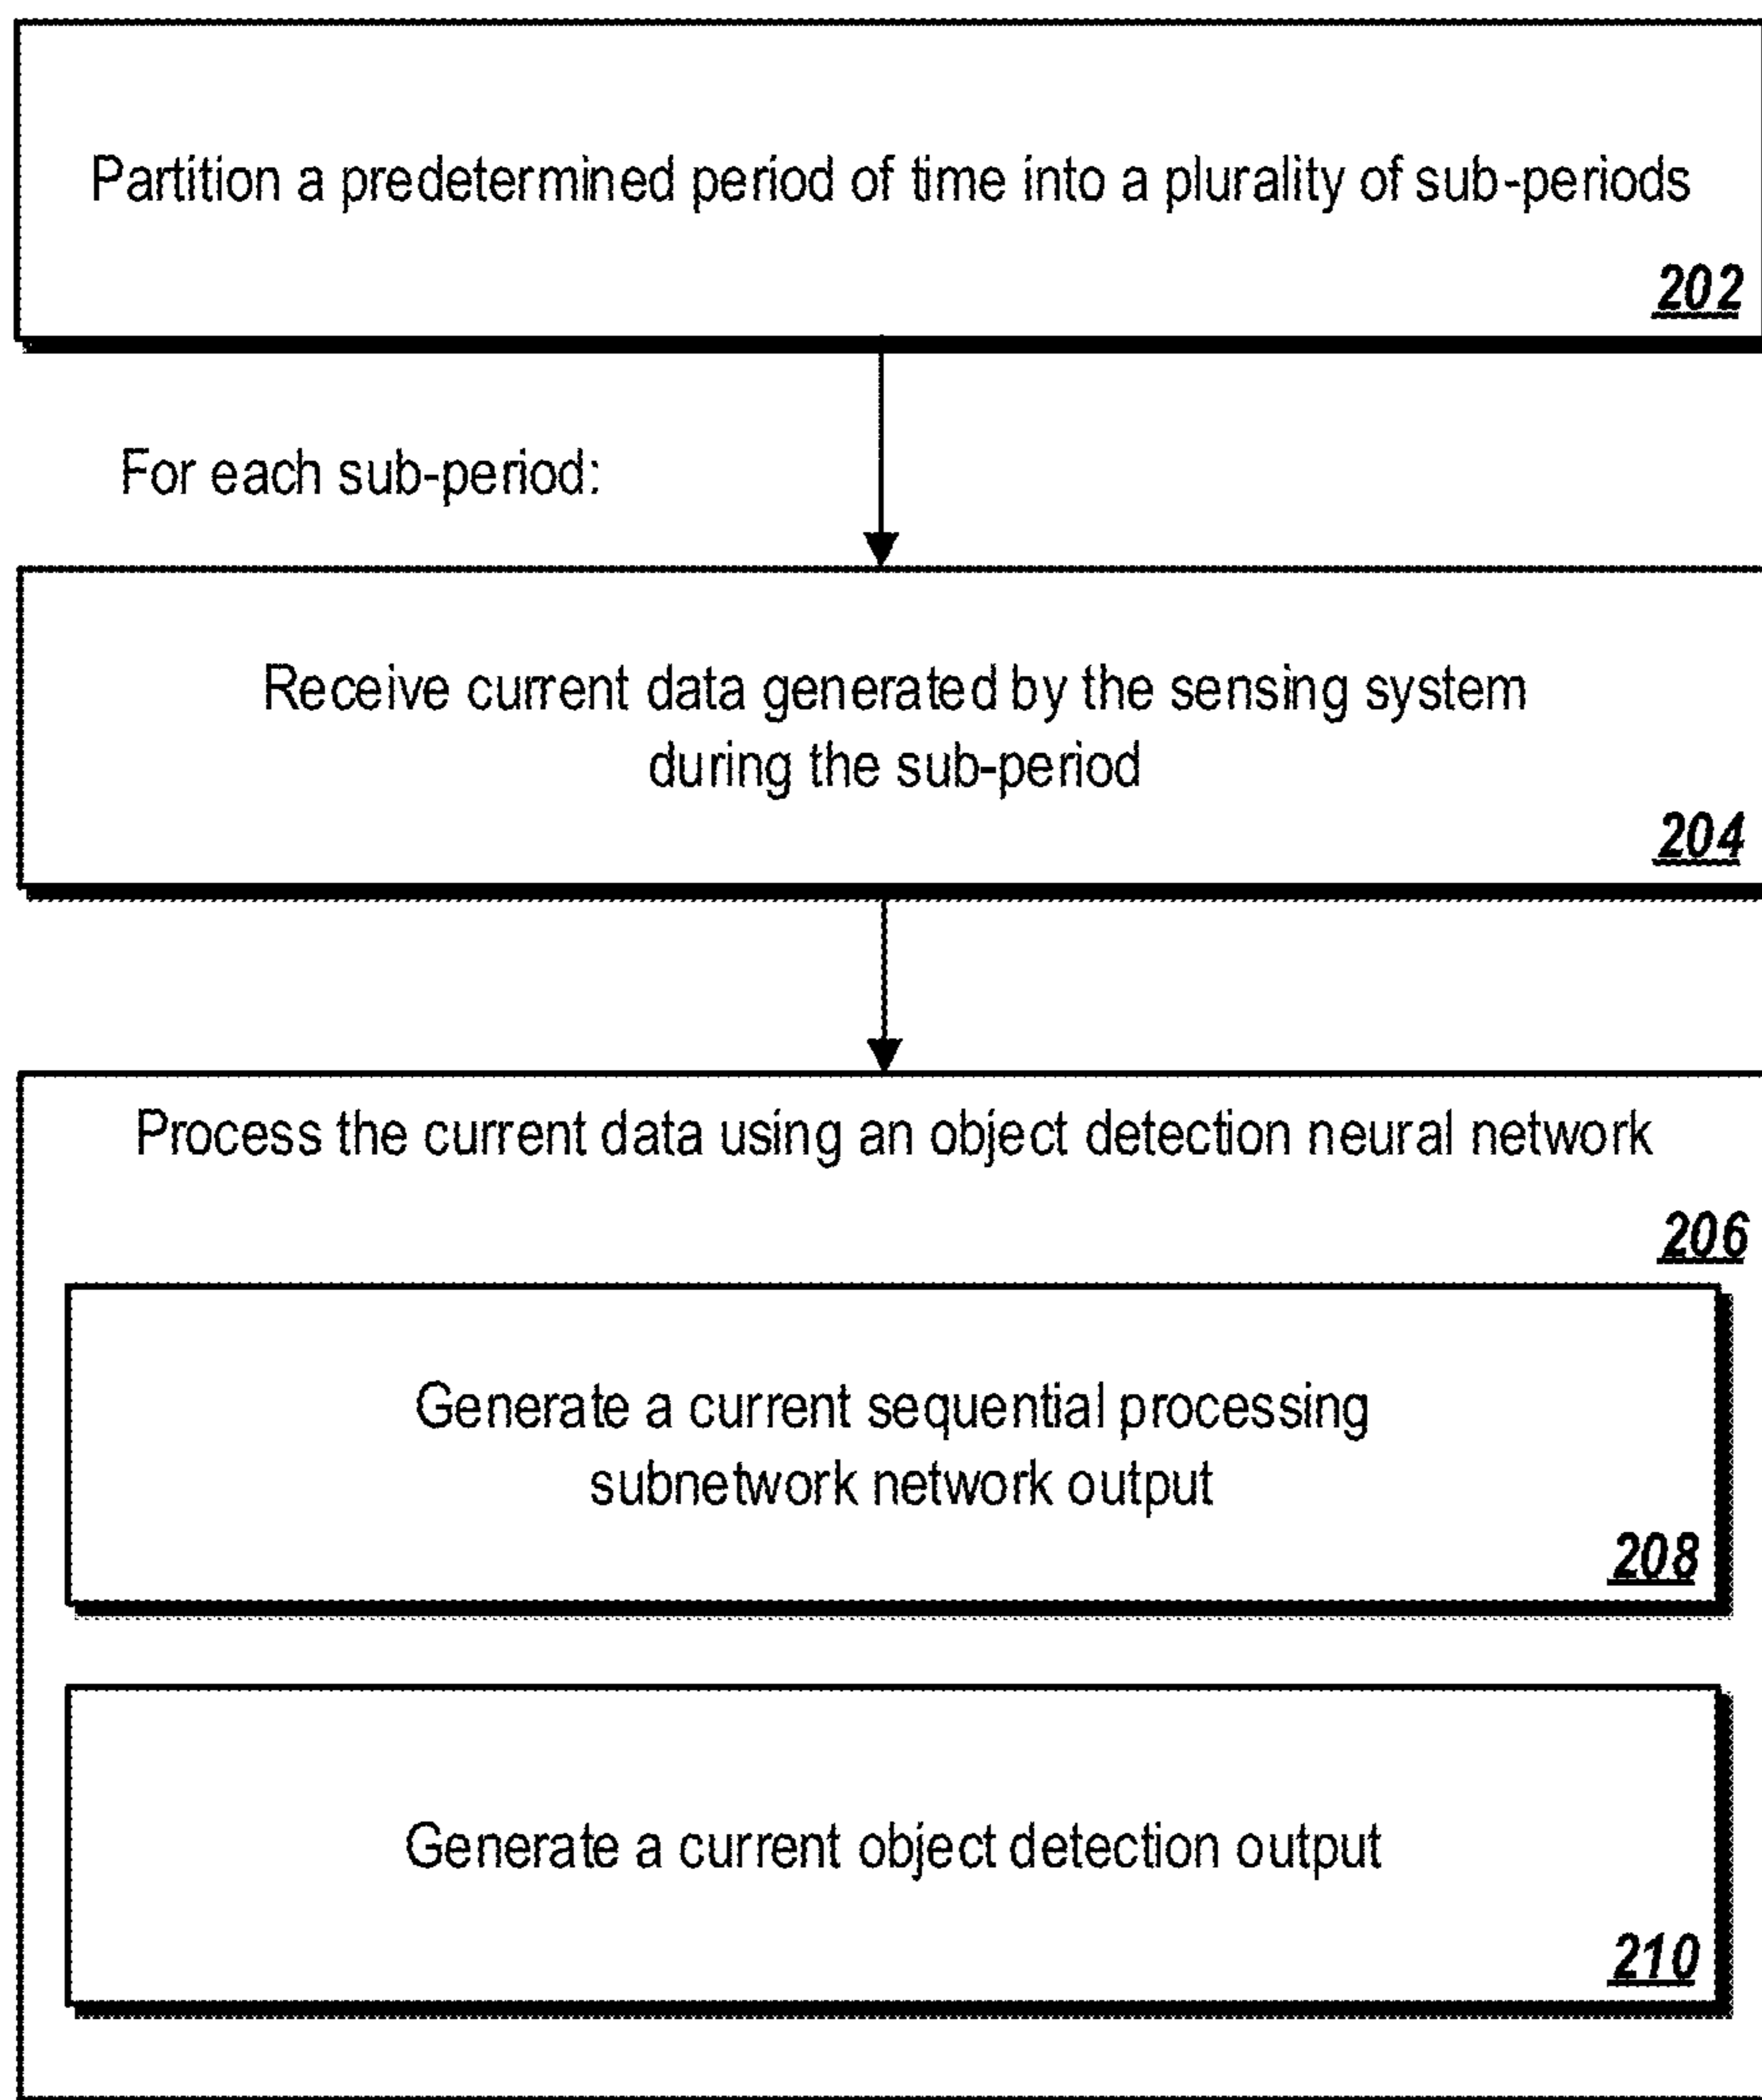 Partition a predetermined period of time into a plurality of sub-periods
202
For each sub-period:
Receive current data generated by the sensing system
during the sub-period
204
Process the current data using an object detection neural network
206
Generate a current sequential processing
subnetwork network output
208
Generate a current object detection output
210